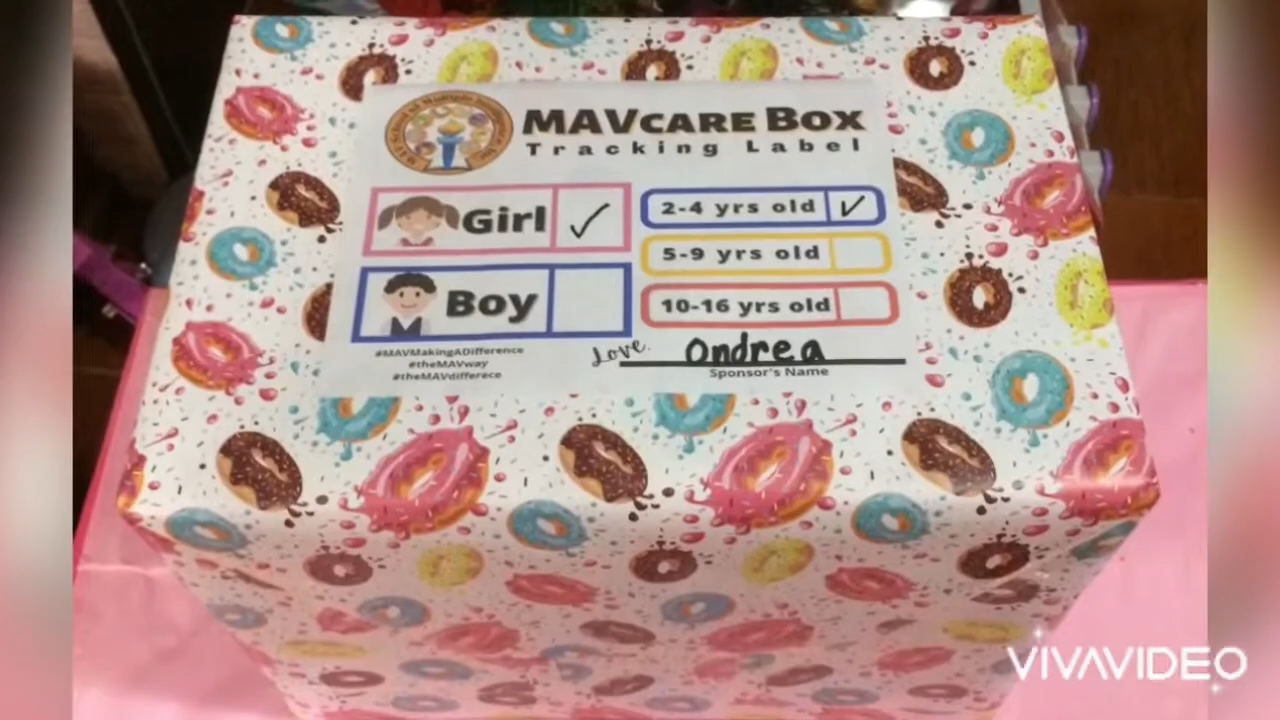 MAVCARE BOX
Tracking Label
Girl ✓
2-4 yrs old ✓
5-9 yrs old
Boy
10-16 yrs old
#MAVMakingADifference
#theMAVway
#theMAVdifferece
Love, Ondrea
Sponsor's Name
VIVAVIDEO